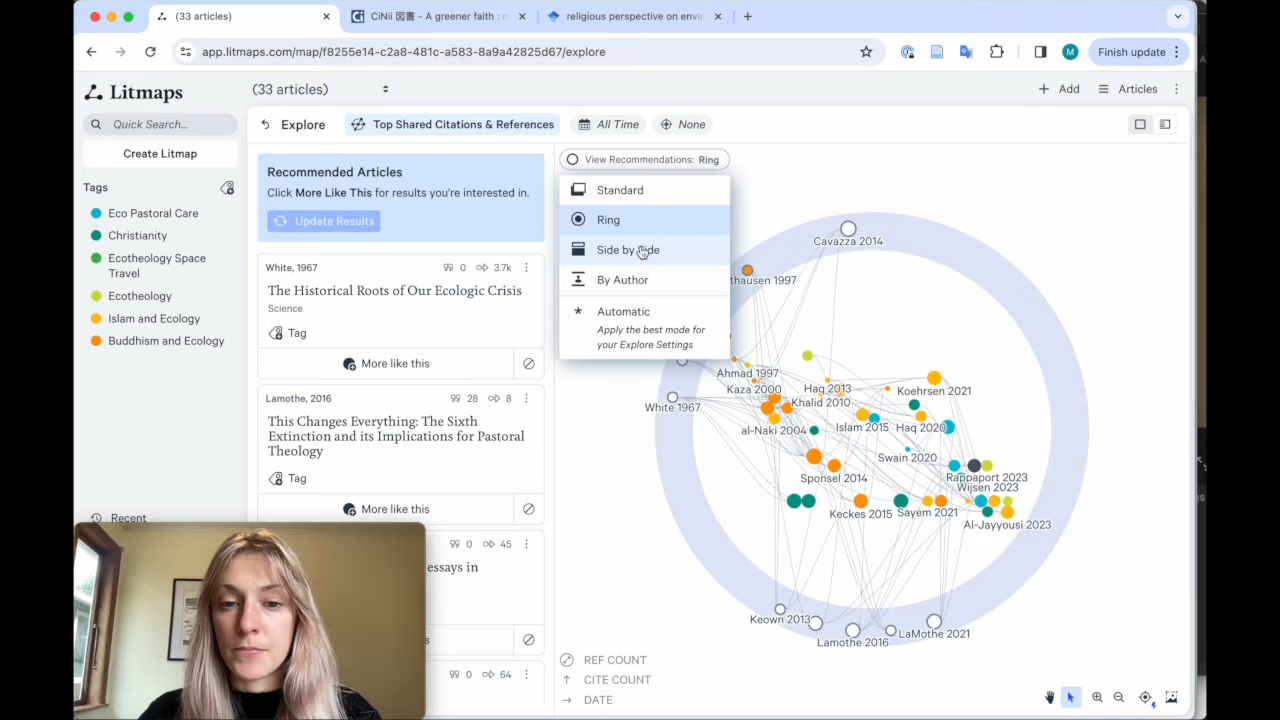 (33 articles)
CiNii 図書 - A greener faith : r
religious perspective on envi
app.litmaps.com/map/f8255e14-c2a8-481c-a583-8a9a42825d67/explore
M
Finish update
Litmaps
(33 articles)
Add
Articles
Quick Search...
Create Litmap
Tags
Eco Pastoral Care
Christianity
Ecotheology Space
Travel
Ecotheology
Islam and Ecology
Buddhism and Ecology
Recent
Explore
Top Shared Citations & References
All Time
None
Recommended Articles
Click More Like This for results you're interested in.
Update Results
White, 1967
0
3.7k
The Historical Roots of Our Ecologic Crisis
Science
Tag
More like this
Lamothe, 2016
28
8
This Changes Everything: The Sixth
Extinction and its Implications for Pastoral
Theology
Tag
More like this
0
45
essays in
s
0
64
View Recommendations: Ring
Standard
Ring
Side by Side
By Author
Automatic
Apply the best mode for
your Explore Settings
Cavazza 2014
thausen 1997
Ahmad 1997
Kaza 2000
Haq 2013
Koehrsen 2021
White 1967
Khalid 2010
al-Naki 2004
Islam 2015
Haq 2020
Swain 2020
Sponsel 2014
Rappaport 2023
Wijsen 2023
Keckes 2015
Sayem 2021
Al-Jayyousi 2023
Keown 2013
Lamothe 2016
LaMothe 2021
REF COUNT
CITE COUNT
DATE